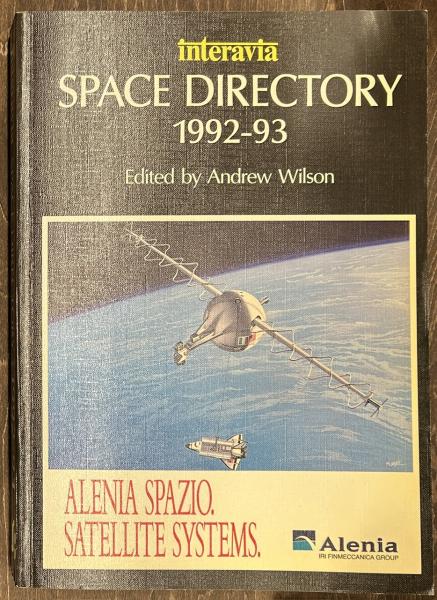 interavia
SPACE DIRECTORY
1992-93
Edited by Andrew Wilson
ALENIA SPAZIO.
SATELLITE SYSTEMS.
Alenia
IRI FINMECCANICA GROUP